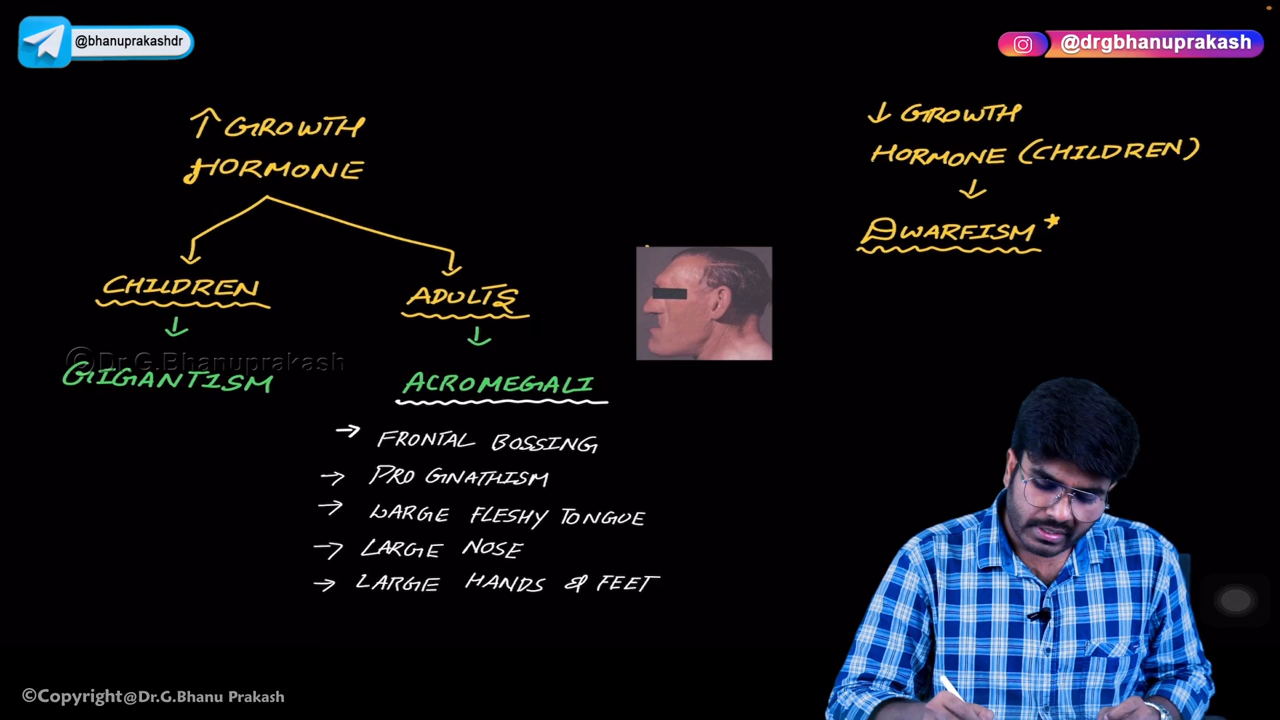 @bhanuprakashdr
@drgbhanuprakash
↑ GROWTH
HORMONE
CHILDREN
↓
GIGANTISM
ADULTS
↓
ACROMEGALI
→ FRONTAL BOSSING
→ PRO GNATHISM
→ LARGE FLESHY TONGUE
→ LARGE NOSE
→ LARGE HANDS & FEET
↓ GROWTH
HORMONE (CHILDREN)
↓
DWARFISM *
©Dr.G.Bhanuprakash
©Copyright@Dr.G.Bhanu Prakash